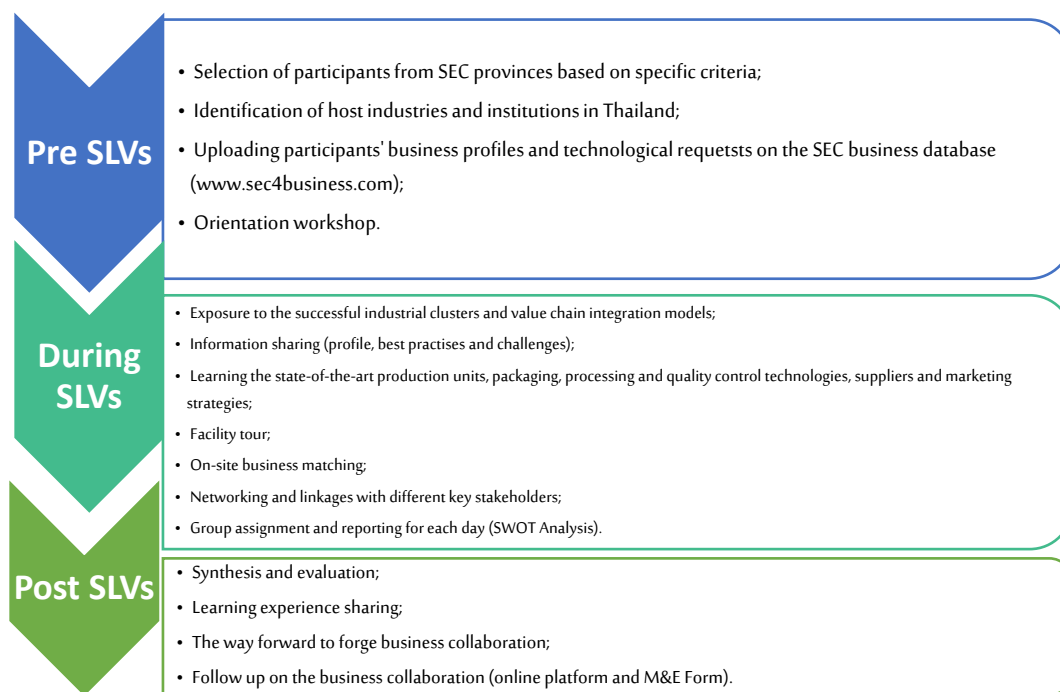 Pre SLVs
• Selection of participants from SEC provinces based on specific criteria;
• Identification of host industries and institutions in Thailand;
• Uploading participants' business profiles and technological requetsts on the SEC business database
(www.sec4business.com);
• Orientation workshop.
During
SLVs
• Exposure to the successful industrial clusters and value chain integration models;
• Information sharing (profile, best practises and challenges);
• Learning the state-of-the-art production units, packaging, processing and quality control technologies, suppliers and marketing
strategies;
• Facility tour;
• On-site business matching;
• Networking and linkages with different key stakeholders;
• Group assignment and reporting for each day (SWOT Analysis).
Post SLVs
• Synthesis and evaluation;
• Learning experience sharing;
• The way forward to forge business collaboration;
• Follow up on the business collaboration (online platform and M&E Form).